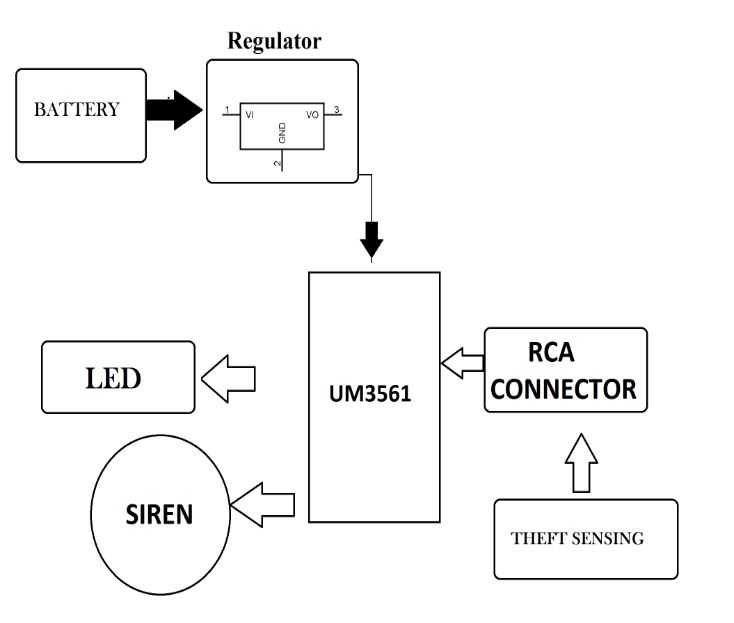 Regulator
BATTERY
1
VI
VO
3
GND
2
RCA
CONNECTOR
LED
UM3561
SIREN
THEFT SENSING